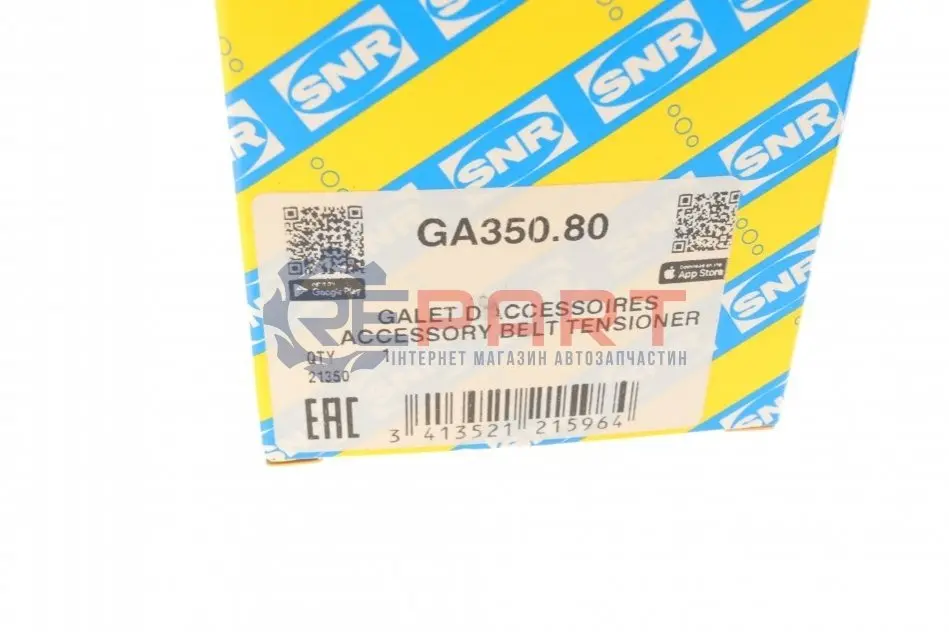 SNR SNR
SNR SNR SNR
GA350.80
GET IT ON
Google Play
Download on the
App Store
REPART
GALET D'ACCESSOIRES
ACCESSORY BELT TENSIONER
ІНТЕРНЕТ МАГАЗИН АВТОЗАПЧАСТИН
QTY 1
21350
EAC
3 413521 215964
SNR